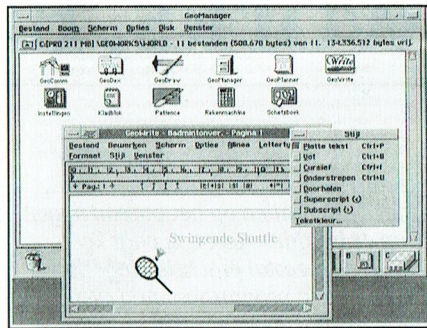 GeoManager
Bestand Boom Scherm Opties Disk Venster
C:[PRO 211 MB] \GEOWORKS\WORLD - 11 bestanden (500.670 bytes) van 11. 13.336.512 bytes vrij.
GeoComm GeoDex GeoDraw GeoManager GeoPlanner GeoWrite
Instellingen Kladblok Patience Rekenmachine Schetsboek
GeoWrite - Badmintonver. - Pagina 1
Bestand Bewerken Scherm Opties Alinea Lettertyp
Formaat Stijl Venster
Pag.: 1
Swingende Shuttle
Stijl
Platte tekst Ctrl+P
Vet Ctrl+B
Cursief Ctrl+I
Onderstrepen Ctrl+U
Doorhalen
Superscript
Subscript
Tekstkleur...
B C